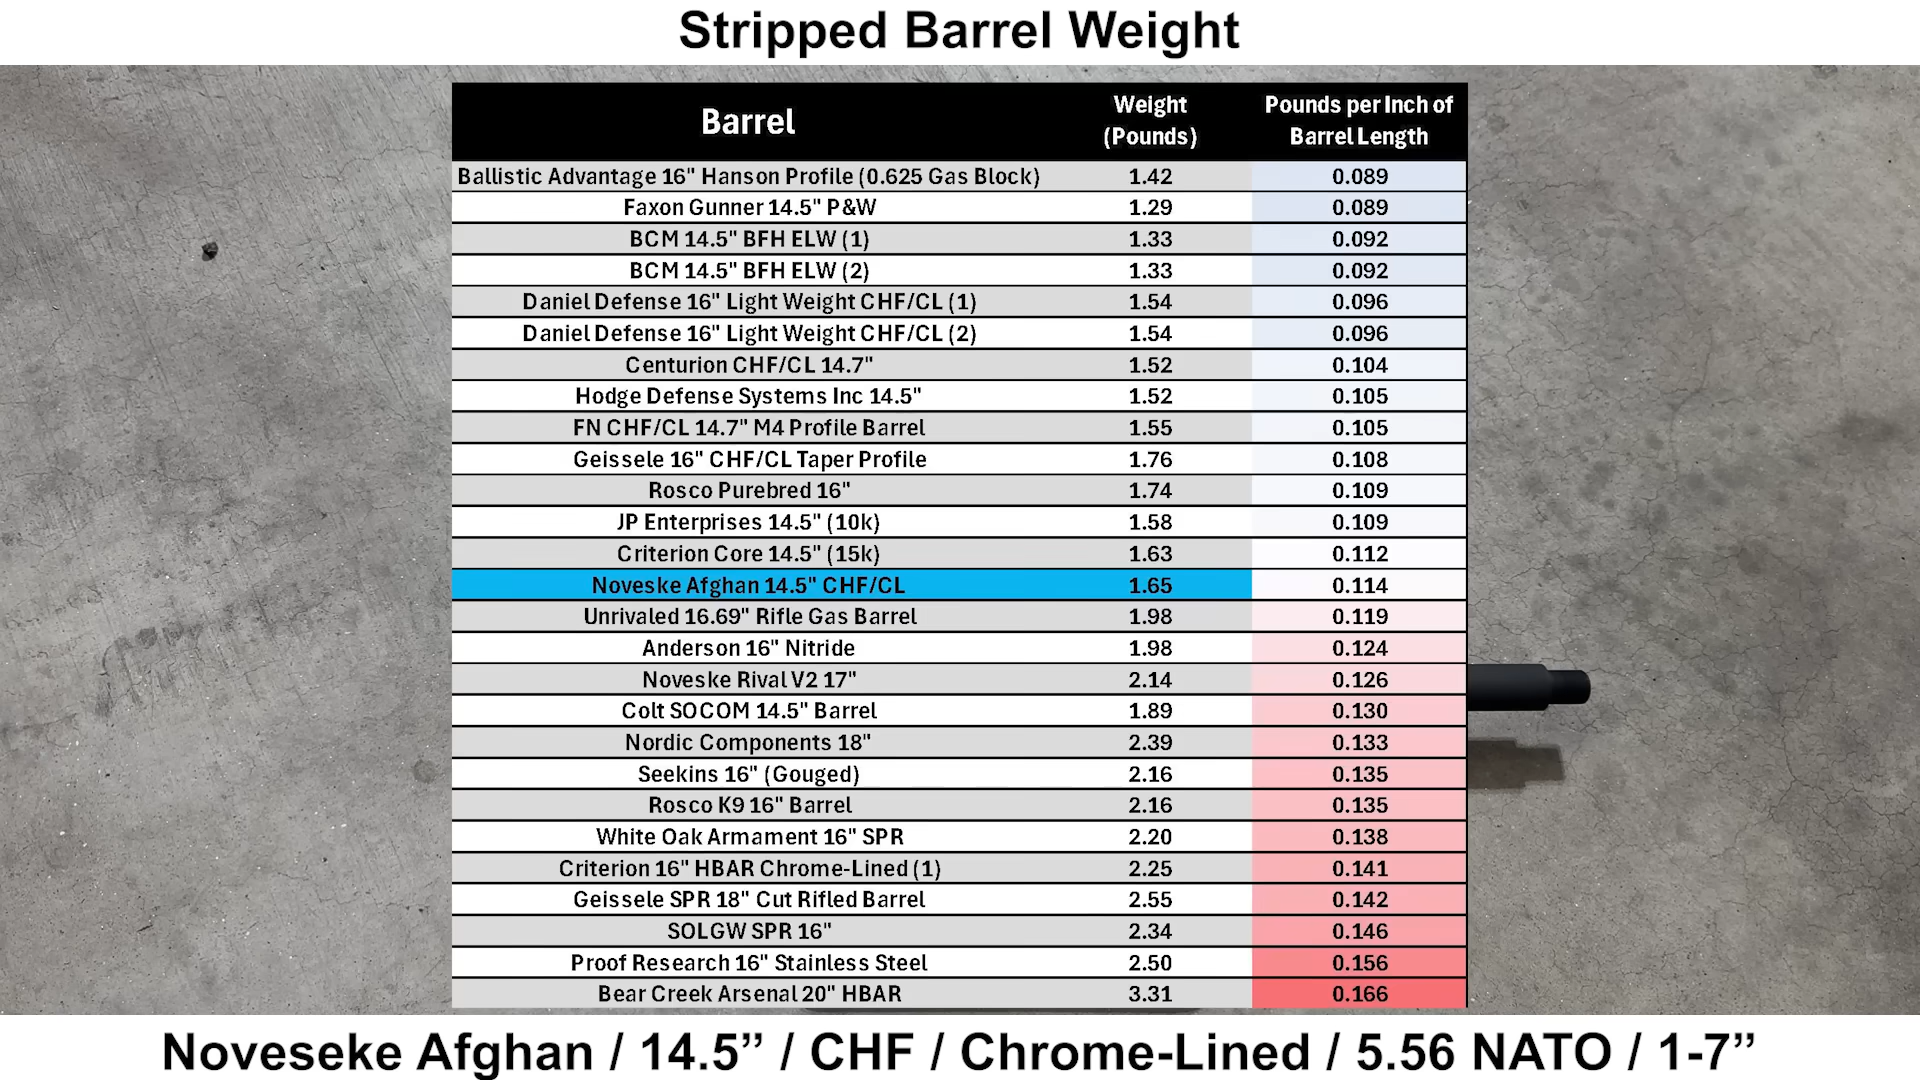 Stripped Barrel Weight
Barrel Weight (Pounds) Pounds per Inch of Barrel Length
Ballistic Advantage 16" Hanson Profile (0.625 Gas Block) 1.42 0.089
Faxon Gunner 14.5" P&W 1.29 0.089
BCM 14.5" BFH ELW (1) 1.33 0.092
BCM 14.5" BFH ELW (2) 1.33 0.092
Daniel Defense 16" Light Weight CHF/CL (1) 1.54 0.096
Daniel Defense 16" Light Weight CHF/CL (2) 1.54 0.096
Centurion CHF/CL 14.7" 1.52 0.104
Hodge Defense Systems Inc 14.5" 1.52 0.105
FN CHF/CL 14.7" M4 Profile Barrel 1.55 0.105
Geissele 16" CHF/CL Taper Profile 1.76 0.108
Rosco Purebred 16" 1.74 0.109
JP Enterprises 14.5" (10k) 1.58 0.109
Criterion Core 14.5" (15k) 1.63 0.112
Noveske Afghan 14.5" CHF/CL 1.65 0.114
Unrivaled 16.69" Rifle Gas Barrel 1.98 0.119
Anderson 16" Nitride 1.98 0.124
Noveske Rival V2 17" 2.14 0.126
Colt SOCOM 14.5" Barrel 1.89 0.130
Nordic Components 18" 2.39 0.133
Seekins 16" (Gouged) 2.16 0.135
Rosco K9 16" Barrel 2.16 0.135
White Oak Armament 16" SPR 2.20 0.138
Criterion 16" HBAR Chrome-Lined (1) 2.25 0.141
Geissele SPR 18" Cut Rifled Barrel 2.55 0.142
SOLGW SPR 16" 2.34 0.146
Proof Research 16" Stainless Steel 2.50 0.156
Bear Creek Arsenal 20" HBAR 3.31 0.166
Noveseke Afghan / 14.5” / CHF / Chrome-Lined / 5.56 NATO / 1-7”